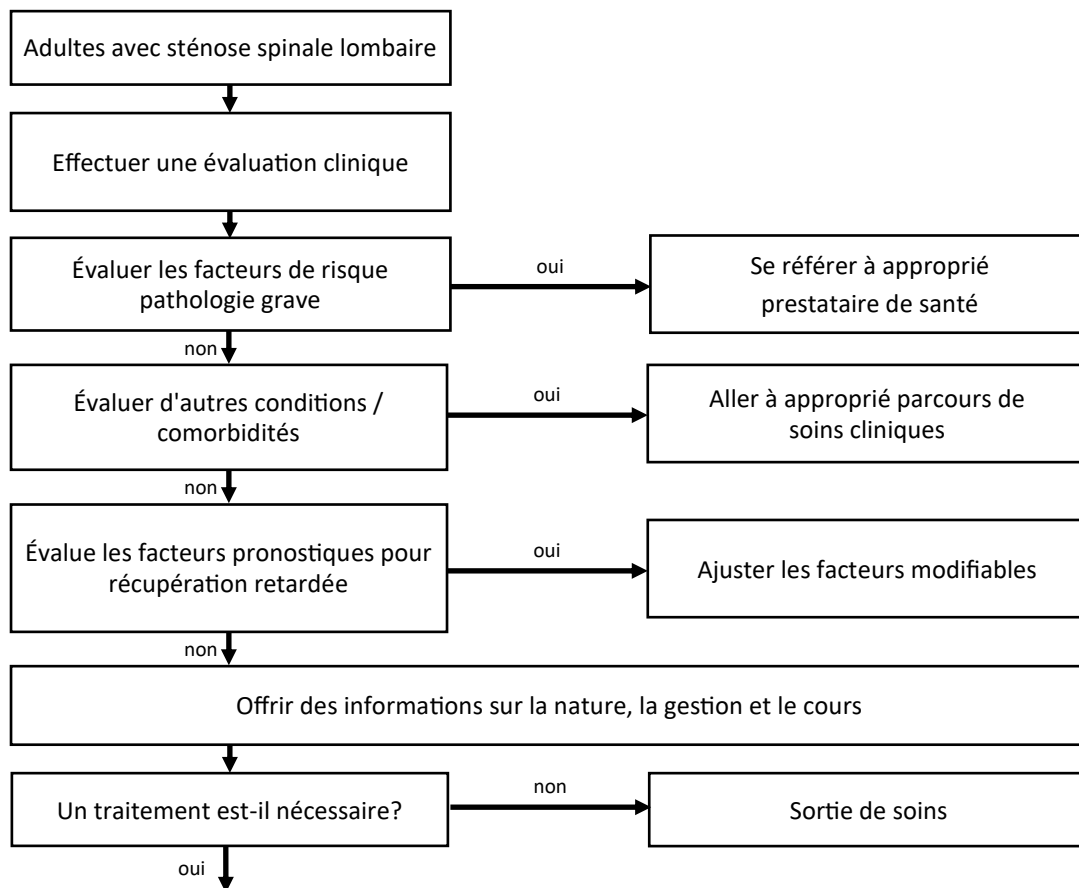 Adultes avec sténose spinale lombaire
Effectuer une évaluation clinique
Évaluer les facteurs de risque
pathologie grave
oui
Se référer à approprié
prestataire de santé
non
Évaluer d'autres conditions /
comorbidités
oui
Aller à approprié parcours de
soins cliniques
non
Évalue les facteurs pronostiques pour
récupération retardée
oui
Ajuster les facteurs modifiables
non
Offrir des informations sur la nature, la gestion et le cours
Un traitement est-il nécessaire?
non
Sortie de soins
oui